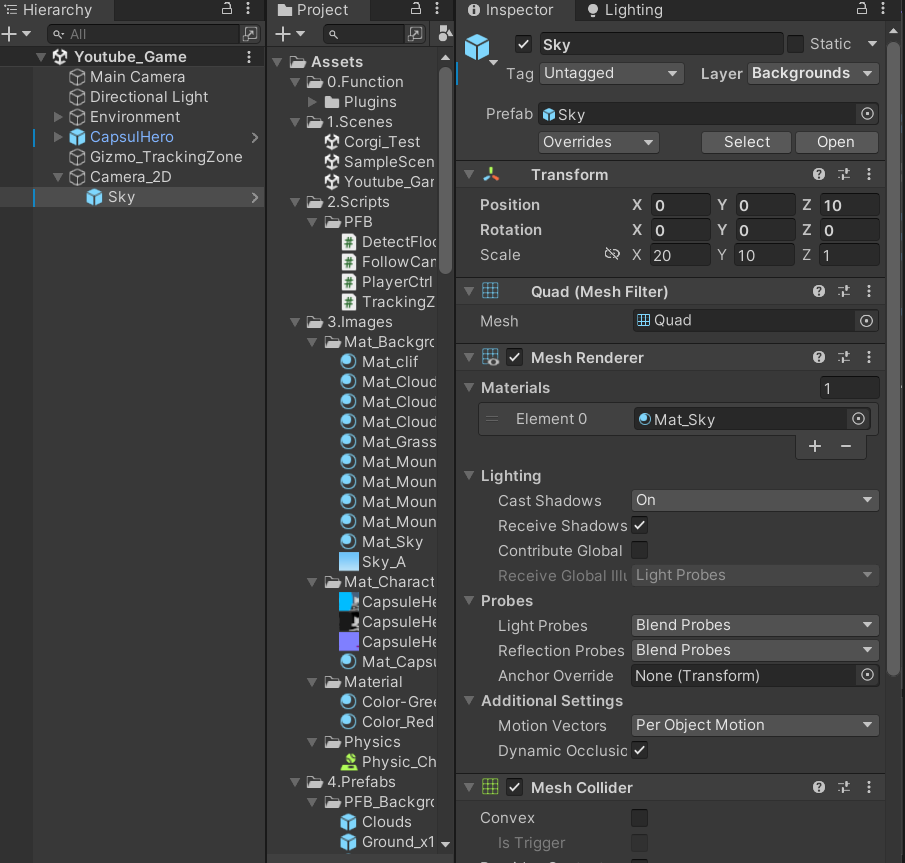 Hierarchy
All
Youtube_Game
Main Camera
Directional Light
Environment
CapsulHero
Gizmo_TrackingZone
Camera_2D
Sky
Project
Assets
0.Function
Plugins
1.Scenes
Corgi_Test
SampleScen
Youtube_Gar
2.Scripts
PFB
DetectFloo
FollowCan
PlayerCtrl
TrackingZ
3.Images
Mat_Backgro
Mat_clif
Mat_Cloud
Mat_Cloud
Mat_Cloud
Mat_Grass
Mat_Moun
Mat_Moun
Mat_Moun
Mat_Moun
Mat_Sky
Sky_A
Mat_Charact
CapsuleHe
CapsuleHe
CapsuleHe
Mat_Capsu
Material
Color-Gree
Color_Red
Physics
Physic_Ch
4.Prefabs
PFB_Backgro
Clouds
Ground_x1
Inspector Lighting
Sky Static
Tag Untagged Layer Backgrounds
Prefab Sky
Overrides Select Open
Transform
Position X 0 Y 0 Z 10
Rotation X 0 Y 0 Z 0
Scale X 20 Y 10 Z 1
Quad (Mesh Filter)
Mesh Quad
Mesh Renderer
Materials 1
Element 0 Mat_Sky
Lighting
Cast Shadows On
Receive Shadows
Contribute Global
Receive Global Illu Light Probes
Probes
Light Probes Blend Probes
Reflection Probes Blend Probes
Anchor Override None (Transform)
Additional Settings
Motion Vectors Per Object Motion
Dynamic Occlusic
Mesh Collider
Convex
Is Trigger